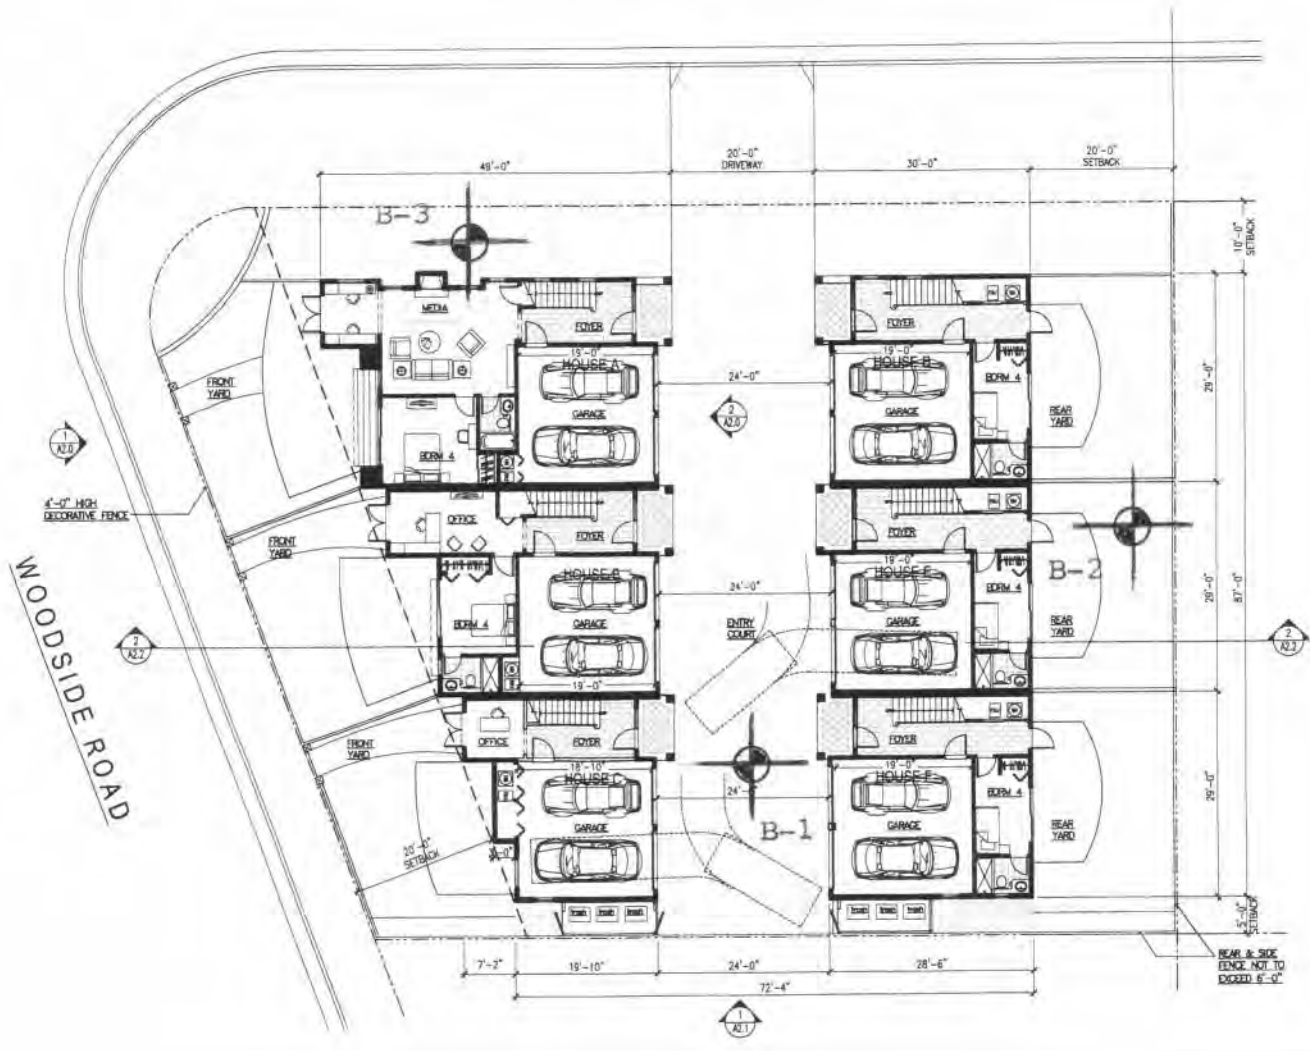 49'-0"
20'-0"
DRIVEWAY
30'-0"
20'-0"
SETBACK
B-3
10'-0"
SETBACK
MEDIA
FOYER
FOYER
19'-0"
HOUSE A
19'-0"
BDRM 4
29'-0"
24'-0"
FRONT
YARD
GARAGE
GARAGE
REAR
YARD
2
A2.0
1
A2.0
BDRM 4
4'-0" HIGH
DECORATIVE FENCE
OFFICE
FOYER
FOYER
FRONT
YARD
19'-0"
B-2
24'-0"
BDRM 4
29'-0"
87'-0"
WOODSIDE ROAD
GARAGE
GARAGE
ENTRY
COURT
REAR
YARD
BDRM 4
2
A2.2
2
A2.2
19'-0"
FRONT
YARD
OFFICE
FOYER
FOYER
18'-10"
HOUSE C
19'-0"
BDRM 4
29'-0"
B-1
GARAGE
GARAGE
REAR
YARD
20'-0"
SETBACK
trash
trash
trash
trash
trash
trash
5'-0"
SETBACK
REAR & SIDE
FENCE NOT TO
EXCEED 6'-0"
7'-2"
19'-10"
24'-0"
28'-6"
72'-4"
1
A2.1